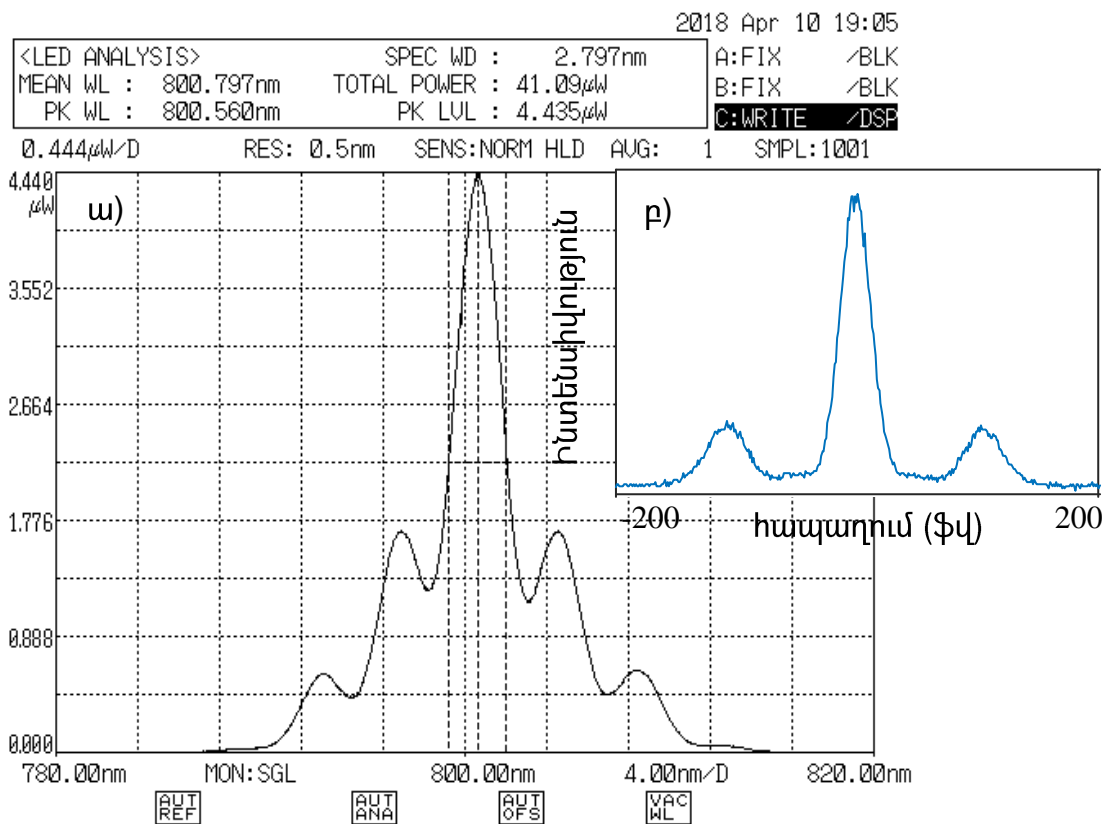 2018 Apr 10 19:05
<LED ANALYSIS> SPEC WD : 2.797nm
MEAN WL : 800.797nm TOTAL POWER : 41.09µW
PK WL : 800.560nm PK LVL : 4.435µW
A:FIX /BLK
B:FIX /BLK
C:WRITE /DSP
0.444µW/D RES: 0.5nm SENS:NORM HLD AVG: 1 SMPL:1001
4.440
µW
3.552
2.664
1.776
0.888
0.000
ա)
բ)
ինտենսիվություն
-200 200
հապաղում (ֆվ)
780.00nm MON:SGL 800.00nm 4.00nm/D 820.00nm
AUT
REF
AUT
ANA
AUT
OFS
VAC
WL